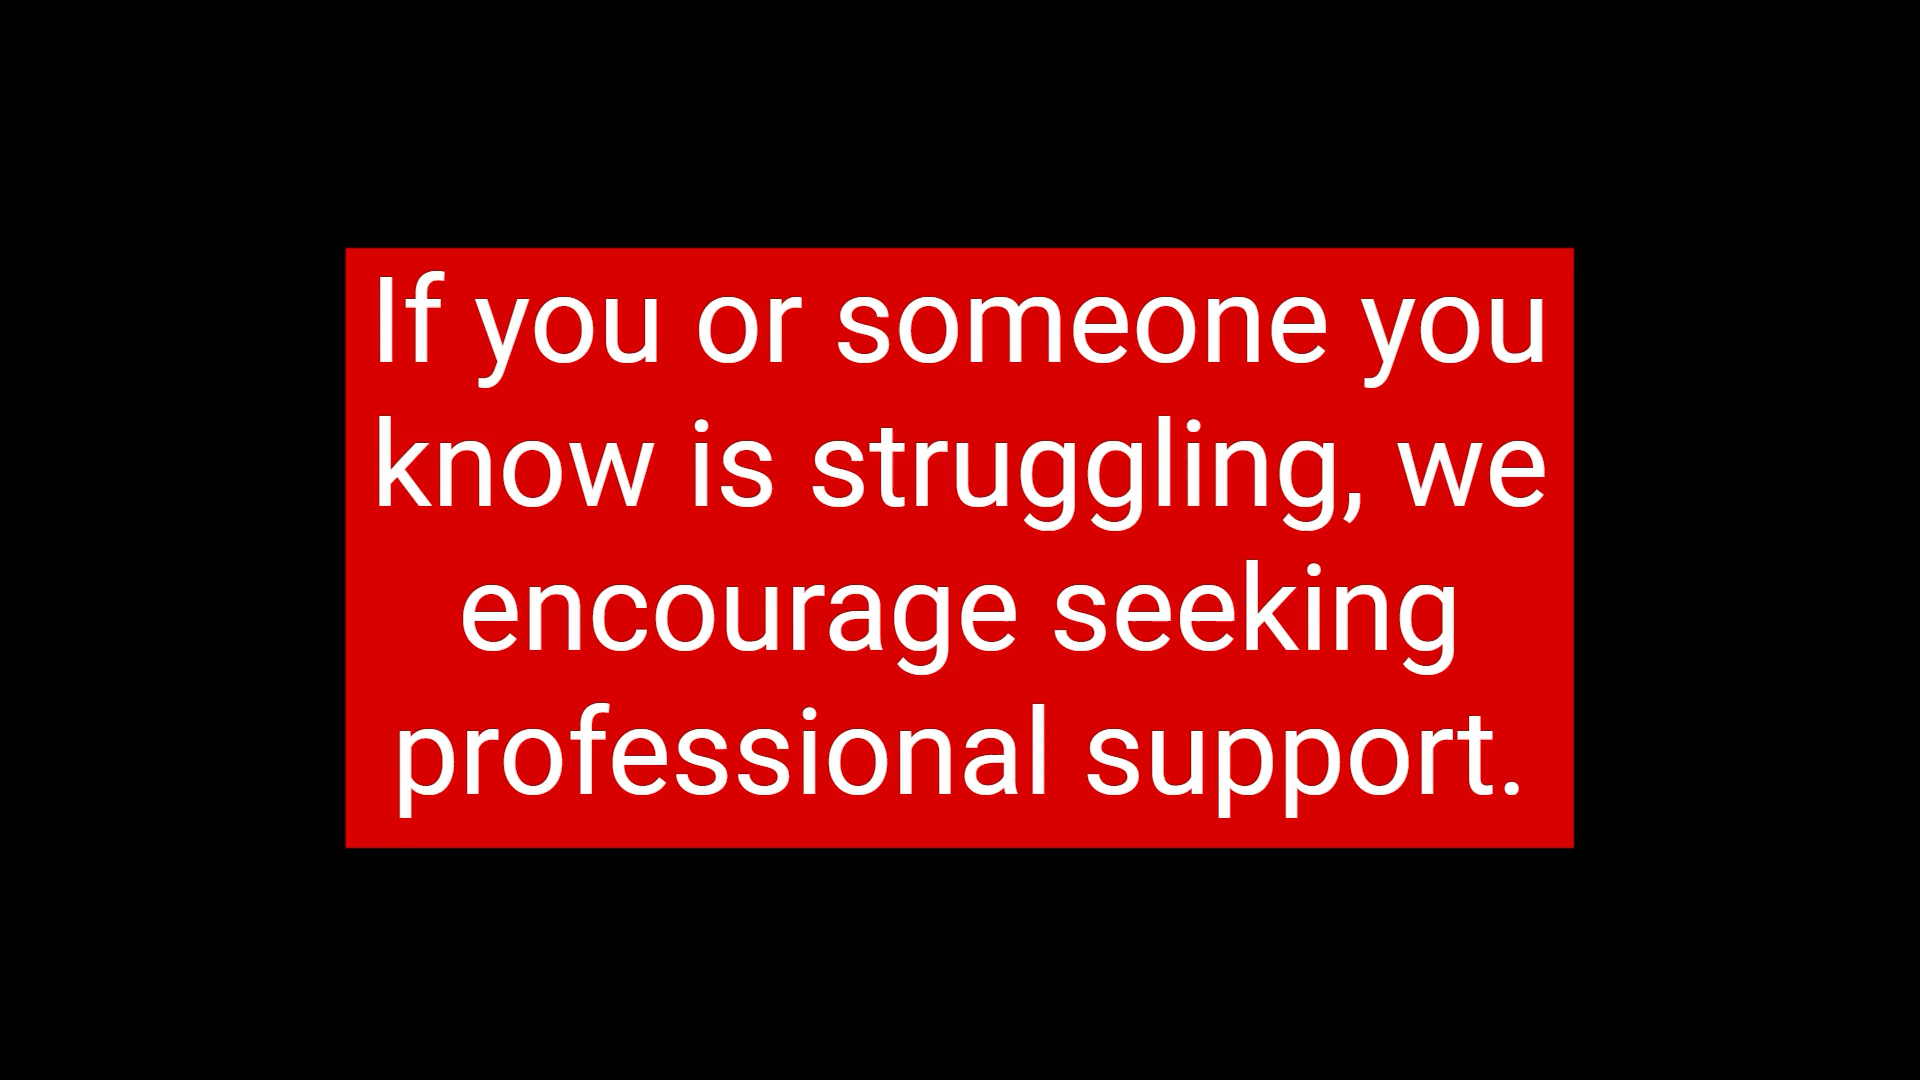 If you or someone you
know is struggling, we
encourage seeking
professional support.